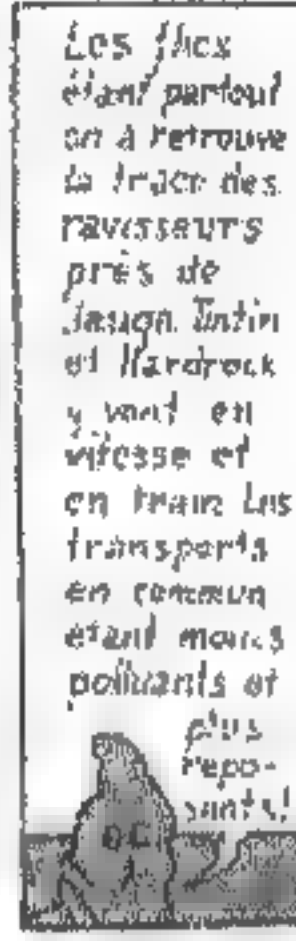 Les flics
étant partout
on a retrouvé
la trace des
ravisseurs
près de
Tintin
et Hardrock
y vont en
vitesse et
en train Les
transports
en commun
étant moins
polluants et
plus
repo-
sants!